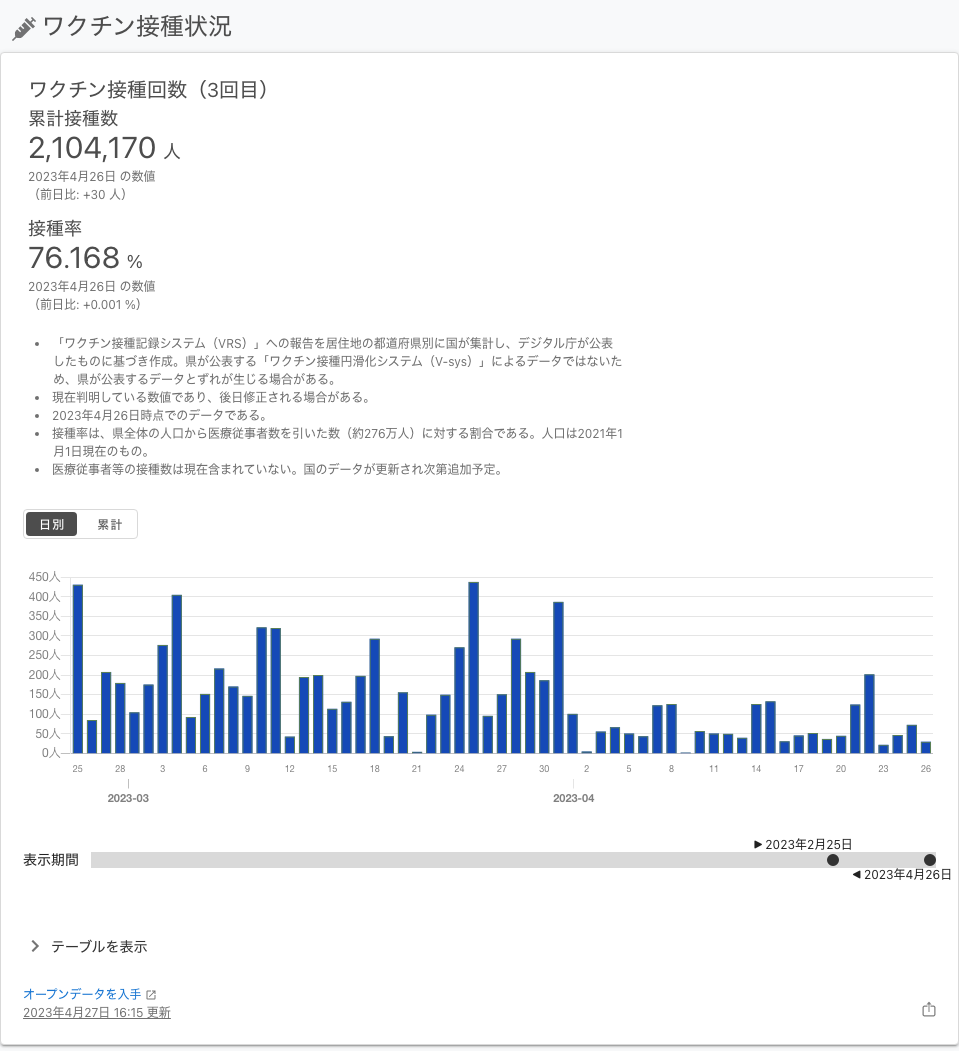 ワクチン接種状況
ワクチン接種回数（3回目）
累計接種数
2,104,170 人
2023年4月26日 の数値
（前日比: +30 人）
接種率
76.168 %
2023年4月26日 の数値
（前日比: +0.001 %）
• 「ワクチン接種記録システム（VRS）」への報告を居住地の都道府県別に国が集計し、デジタル庁が公表
したものに基づき作成。県が公表する「ワクチン接種円滑化システム（V-sys）」によるデータではないた
め、県が公表するデータとずれが生じる場合がある。
• 現在判明している数値であり、後日修正される場合がある。
• 2023年4月26日時点でのデータである。
• 接種率は、県全体の人口から医療従事者数を引いた数（約276万人）に対する割合である。人口は2021年1
月1日現在のもの。
• 医療従事者等の接種数は現在含まれていない。国のデータが更新され次第追加予定。
日別 累計
450人
400人
350人
300人
250人
200人
150人
100人
50人
0人
25 28 3 6 9 12 15 18 21 24 27 30 2 5 8 11 14 17 20 23 26
2023-03 2023-04
▶ 2023年2月25日
表示期間
◀ 2023年4月26日
テーブルを表示
オープンデータを入手
2023年4月27日 16:15 更新